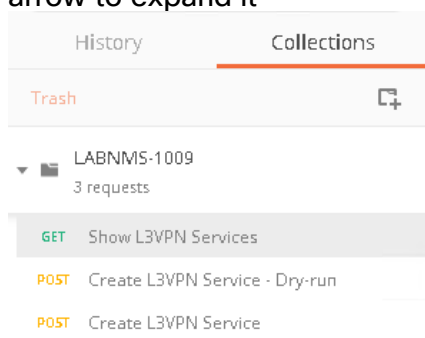 arrow to expand it
History Collections
Trash
LABNMS-1009
3 requests
GET Show L3VPN Services
POST Create L3VPN Service - Dry-run
POST Create L3VPN Service